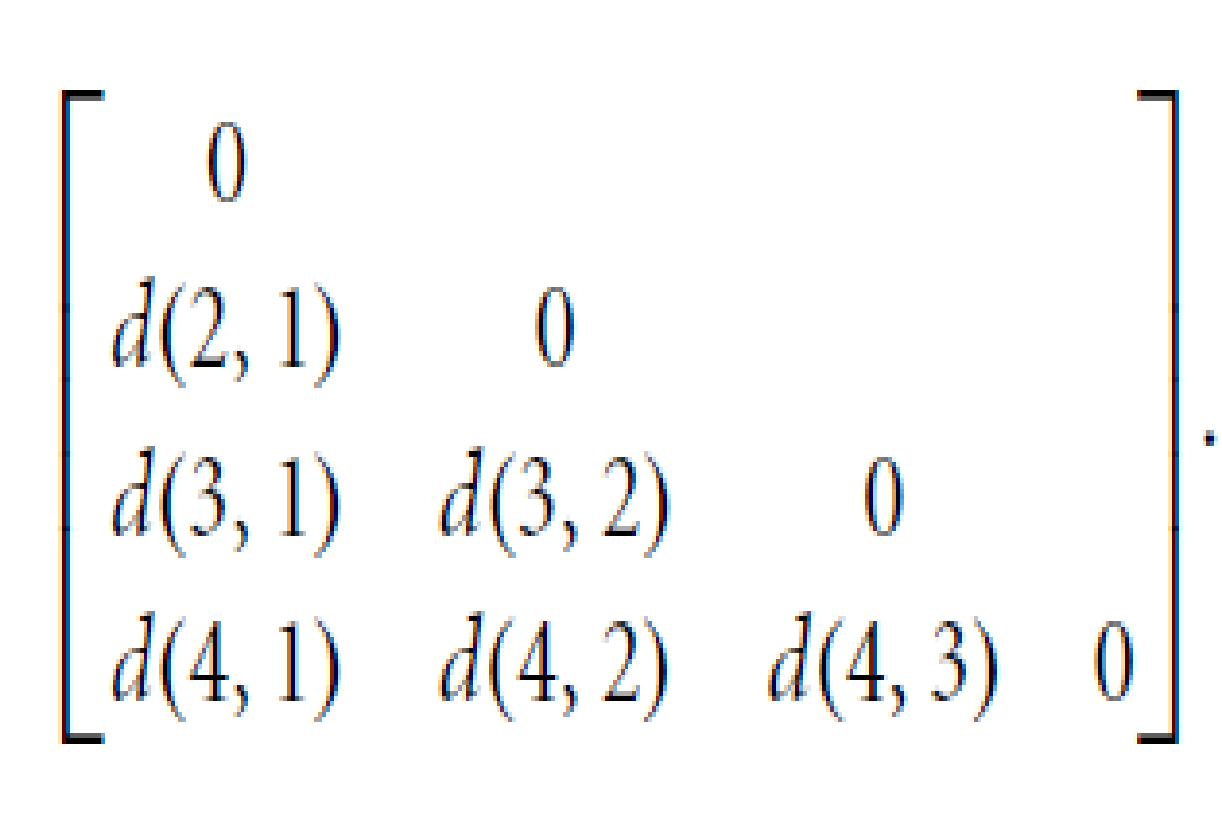 0
d(2, 1) 0
d(3, 1) d(3, 2) 0
d(4, 1) d(4, 2) d(4, 3) 0 .